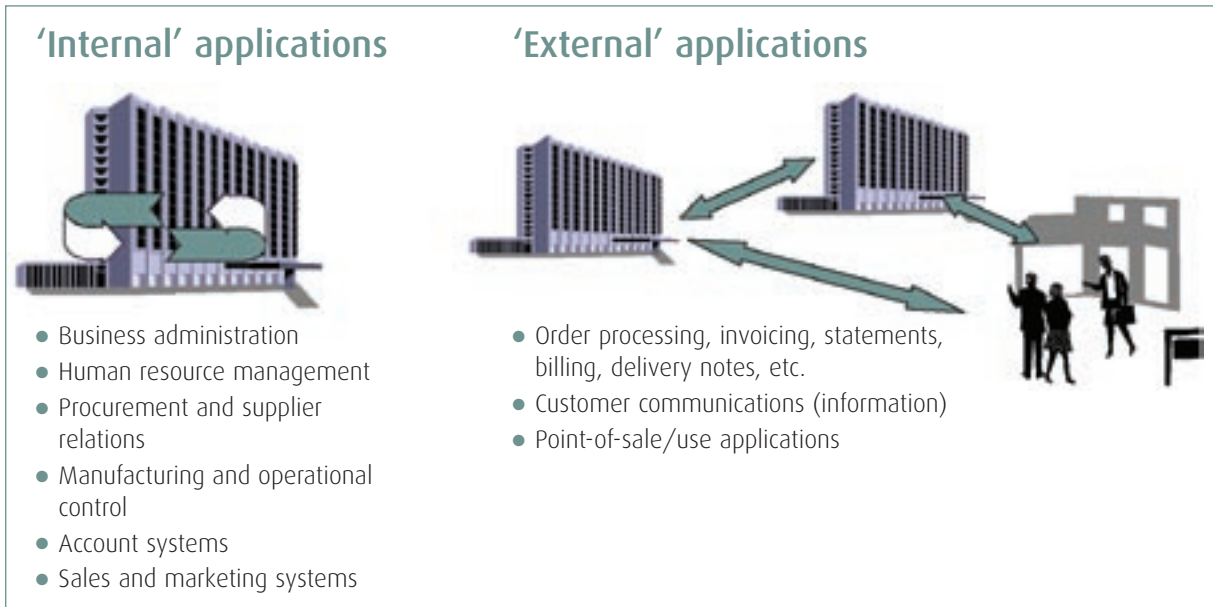 ‘Internal’ applications
• Business administration
• Human resource management
• Procurement and supplier
relations
• Manufacturing and operational
control
• Account systems
• Sales and marketing systems
‘External’ applications
• Order processing, invoicing, statements,
billing, delivery notes, etc.
• Customer communications (information)
• Point-of-sale/use applications